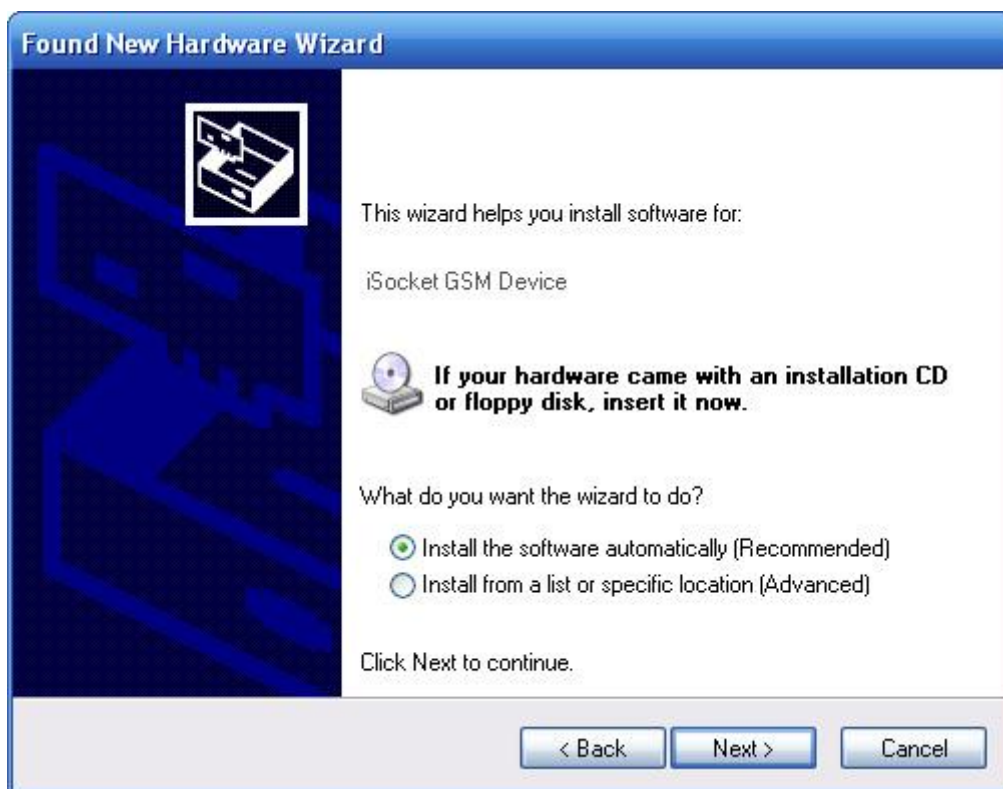 Found New Hardware Wizard
This wizard helps you install software for:
iSocket GSM Device
If your hardware came with an installation CD
or floppy disk, insert it now.
What do you want the wizard to do?
Install the software automatically (Recommended)
Install from a list or specific location (Advanced)
Click Next to continue.
< Back Next > Cancel